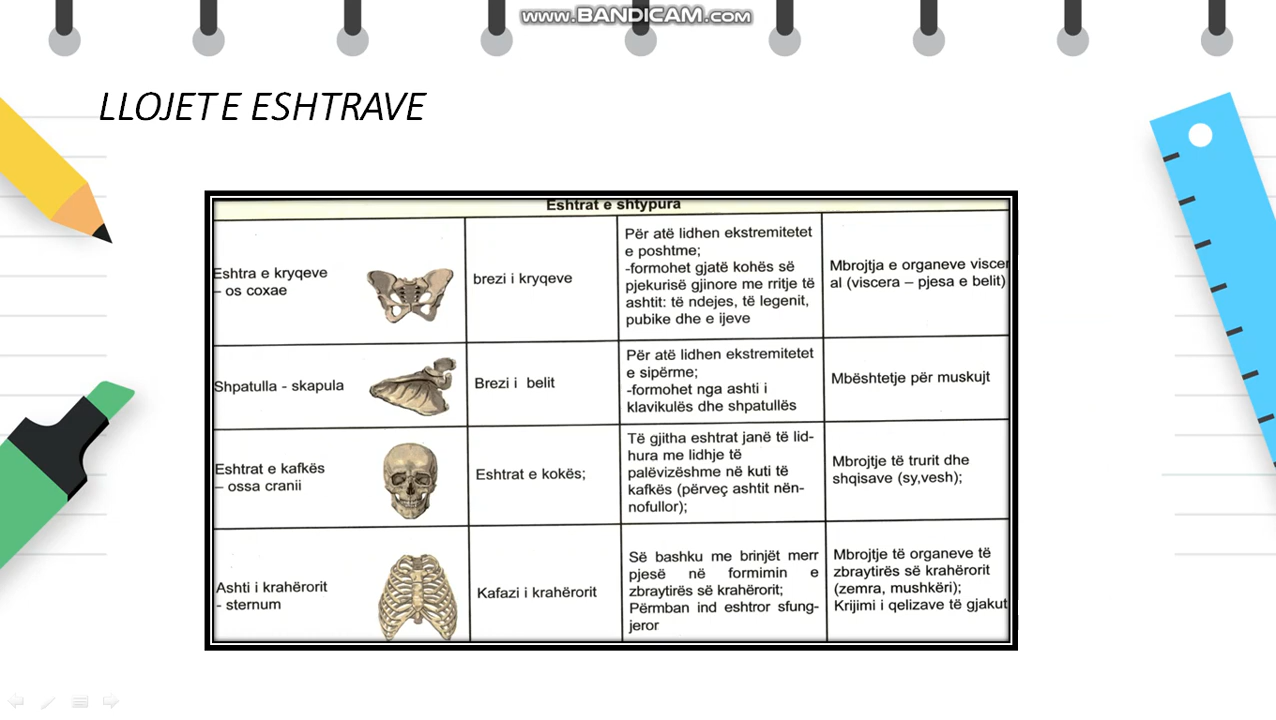 www.BANDICAM.com
LLOJET E ESHTRAVE
Eshtrat e shtypura
Eshtra e kryqeve
– os coxae
brezi i kryqeve
Për atë lidhen ekstremitetet
e poshtme;
-formohet gjatë kohës së
pjekurisë gjinore me rritje të
ashtit: të ndejes, të legenit,
pubike dhe e ijeve
Mbrojtja e organeve viscer
al (viscera – pjesa e belit)
Shpatulla - skapula
Brezi i belit
Për atë lidhen ekstremitetet
e sipërme;
-formohet nga ashti i
klavikulës dhe shpatullës
Mbështetje për muskujt
Eshtrat e kafkës
– ossa cranii
Eshtrat e kokës;
Të gjitha eshtrat janë të lid-
hura me lidhje të
palëvizëshme në kuti të
kafkës (përveç ashtit nën-
nofullor);
Mbrojtje të trurit dhe
shqisave (sy,vesh);
Ashti i krahërorit
- sternum
Kafazi i krahërorit
Së bashku me brinjët merr
pjesë në formimin e
zbraytirës së krahërorit;
Përmban ind eshtror sfung-
jeror
Mbrojtje të organeve të
zbraytirës së krahërorit
(zemra, mushkëri);
Krijimi i qelizave të gjakut